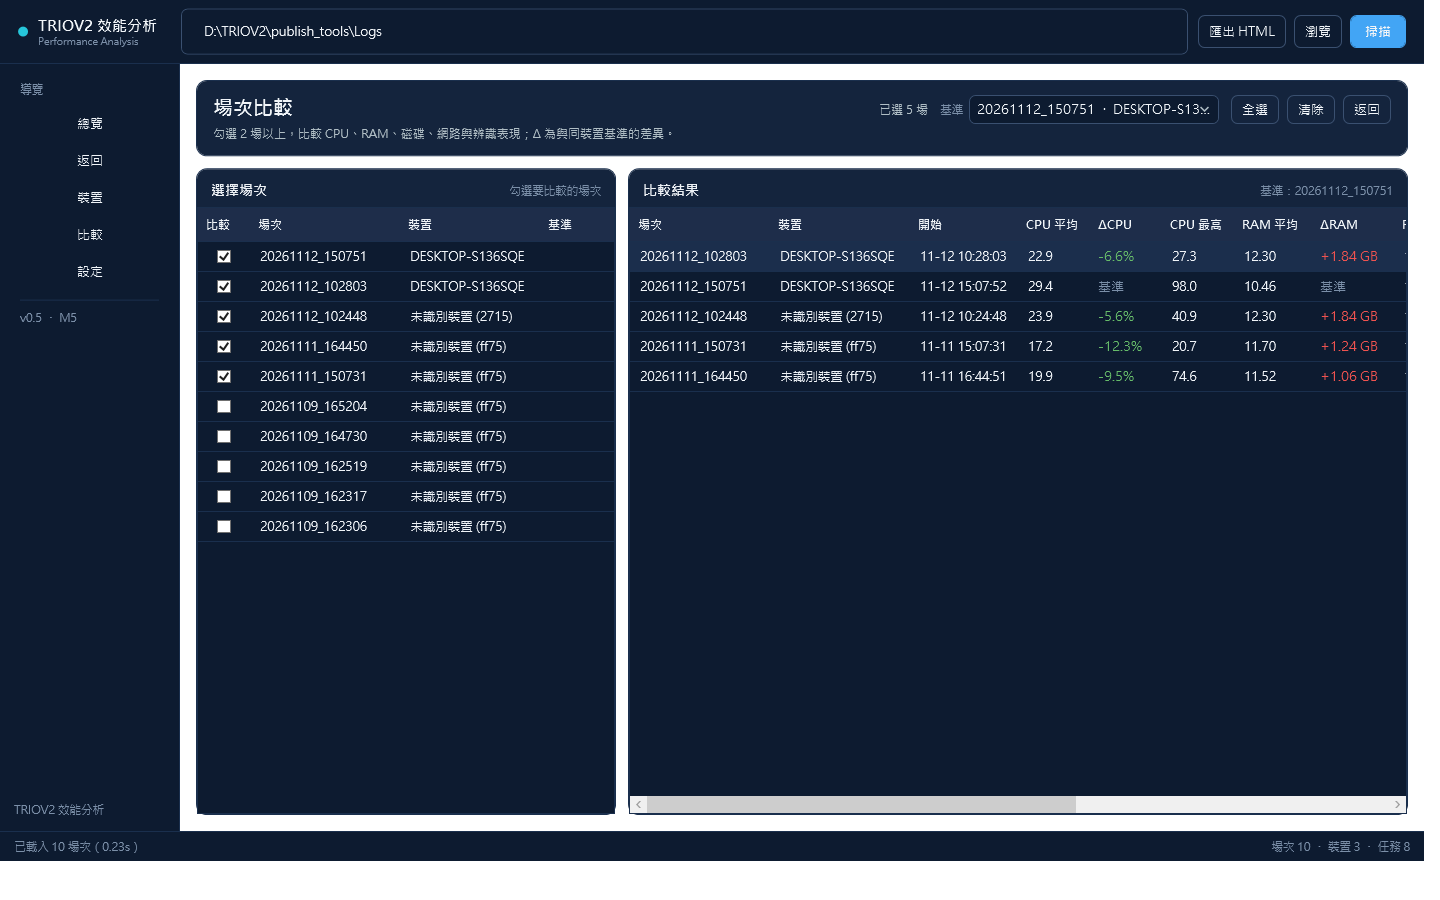 TRIOV2 效能分析
Performance Analysis
D:\TRIOV2\publish_tools\Logs
匯出 HTML
瀏覽
掃描
導覽
總覽
返回
裝置
比較
設定
v0.5 · M5
TRIOV2 效能分析
場次比較
勾選 2 場以上，比較 CPU、RAM、磁碟、網路與辨識表現；Δ 為與同裝置基準的差異。
已選 5 場
基準
20261112_150751 · DESKTOP-S13...
全選
清除
返回
選擇場次
勾選要比較的場次
比較 場次 裝置 基準
20261112_150751 DESKTOP-S136SQE
20261112_102803 DESKTOP-S136SQE
20261112_102448 未識別裝置 (2715)
20261111_164450 未識別裝置 (ff75)
20261111_150731 未識別裝置 (ff75)
20261109_165204 未識別裝置 (ff75)
20261109_164730 未識別裝置 (ff75)
20261109_162519 未識別裝置 (ff75)
20261109_162317 未識別裝置 (ff75)
20261109_162306 未識別裝置 (ff75)
比較結果
基準：20261112_150751
場次 裝置 開始 CPU 平均 ΔCPU CPU 最高 RAM 平均 ΔRAM
20261112_102803 DESKTOP-S136SQE 11-12 10:28:03 22.9 -6.6% 27.3 12.30 +1.84 GB
20261112_150751 DESKTOP-S136SQE 11-12 15:07:52 29.4 基準 98.0 10.46 基準
20261112_102448 未識別裝置 (2715) 11-12 10:24:48 23.9 -5.6% 40.9 12.30 +1.84 GB
20261111_150731 未識別裝置 (ff75) 11-11 15:07:31 17.2 -12.3% 20.7 11.70 +1.24 GB
20261111_164450 未識別裝置 (ff75) 11-11 16:44:51 19.9 -9.5% 74.6 11.52 +1.06 GB
已載入 10 場次（0.23s）
場次 10 · 裝置 3 · 任務 8